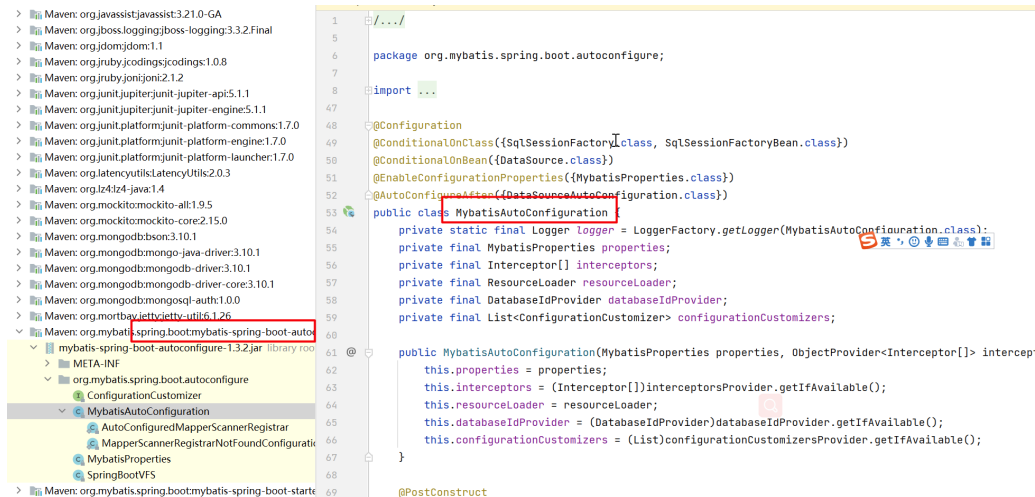 Maven: org.javassist:javassist:3.21.0-GA
Maven: org.jboss.logging:jboss-logging:3.3.2.Final
Maven: org.jdom:jdom:1.1
Maven: org.jruby.jcodings:jcodings:1.0.8
Maven: org.jruby.joni:joni:2.1.2
Maven: org.junit.jupiter:junit-jupiter-api:5.1.1
Maven: org.junit.jupiter:junit-jupiter-engine:5.1.1
Maven: org.junit.platform:junit-platform-commons:1.7.0
Maven: org.junit.platform:junit-platform-engine:1.7.0
Maven: org.junit.platform:junit-platform-launcher:1.7.0
Maven: org.latencyutils:LatencyUtils:2.0.3
Maven: org.lz4:lz4-java:1.4
Maven: org.mockito:mockito-all:1.9.5
Maven: org.mockito:mockito-core:2.15.0
Maven: org.mongodb:bson:3.10.1
Maven: org.mongodb:mongo-java-driver:3.10.1
Maven: org.mongodb:mongodb-driver:3.10.1
Maven: org.mongodb:mongodb-driver-core:3.10.1
Maven: org.mongodb:mongosql-auth:1.0.0
Maven: org.mortbay.jetty:jetty-util:6.1.26
Maven: org.mybatis.spring.boot:mybatis-spring-boot-autoc
mybatis-spring-boot-autoconfigure-1.3.2.jar library root
META-INF
org.mybatis.spring.boot.autoconfigure
ConfigurationCustomizer
MybatisAutoConfiguration
AutoConfiguredMapperScannerRegistrar
MapperScannerRegistrarNotFoundConfiguratic
MybatisProperties
SpringBootVFS
Maven: org.mybatis.spring.boot:mybatis-spring-boot-starte
1 /.../
5
6 package org.mybatis.spring.boot.autoconfigure;
7
8 import ...
47
48 @Configuration
49 @ConditionalOnClass({SqlSessionFactory.class, SqlSessionFactoryBean.class})
50 @ConditionalOnBean({DataSource.class})
51 @EnableConfigurationProperties({MybatisProperties.class})
52 @AutoConfigureAfter({DataSourceAutoConfiguration.class})
53 public class MybatisAutoConfiguration {
54 private static final Logger logger = LoggerFactory.getLogger(MybatisAutoConfiguration.class);
55 private final MybatisProperties properties;
56 private final Interceptor[] interceptors;
57 private final ResourceLoader resourceLoader;
58 private final DatabaseIdProvider databaseIdProvider;
59 private final List<ConfigurationCustomizer> configurationCustomizers;
60
61 @ public MybatisAutoConfiguration(MybatisProperties properties, ObjectProvider<Interceptor[]> intercept
62 this.properties = properties;
63 this.interceptors = (Interceptor[])interceptorsProvider.getIfAvailable();
64 this.resourceLoader = resourceLoader;
65 this.databaseIdProvider = (DatabaseIdProvider)databaseIdProvider.getIfAvailable();
66 this.configurationCustomizers = (List)configurationCustomizersProvider.getIfAvailable();
67 }
68
69 @PostConstruct
英